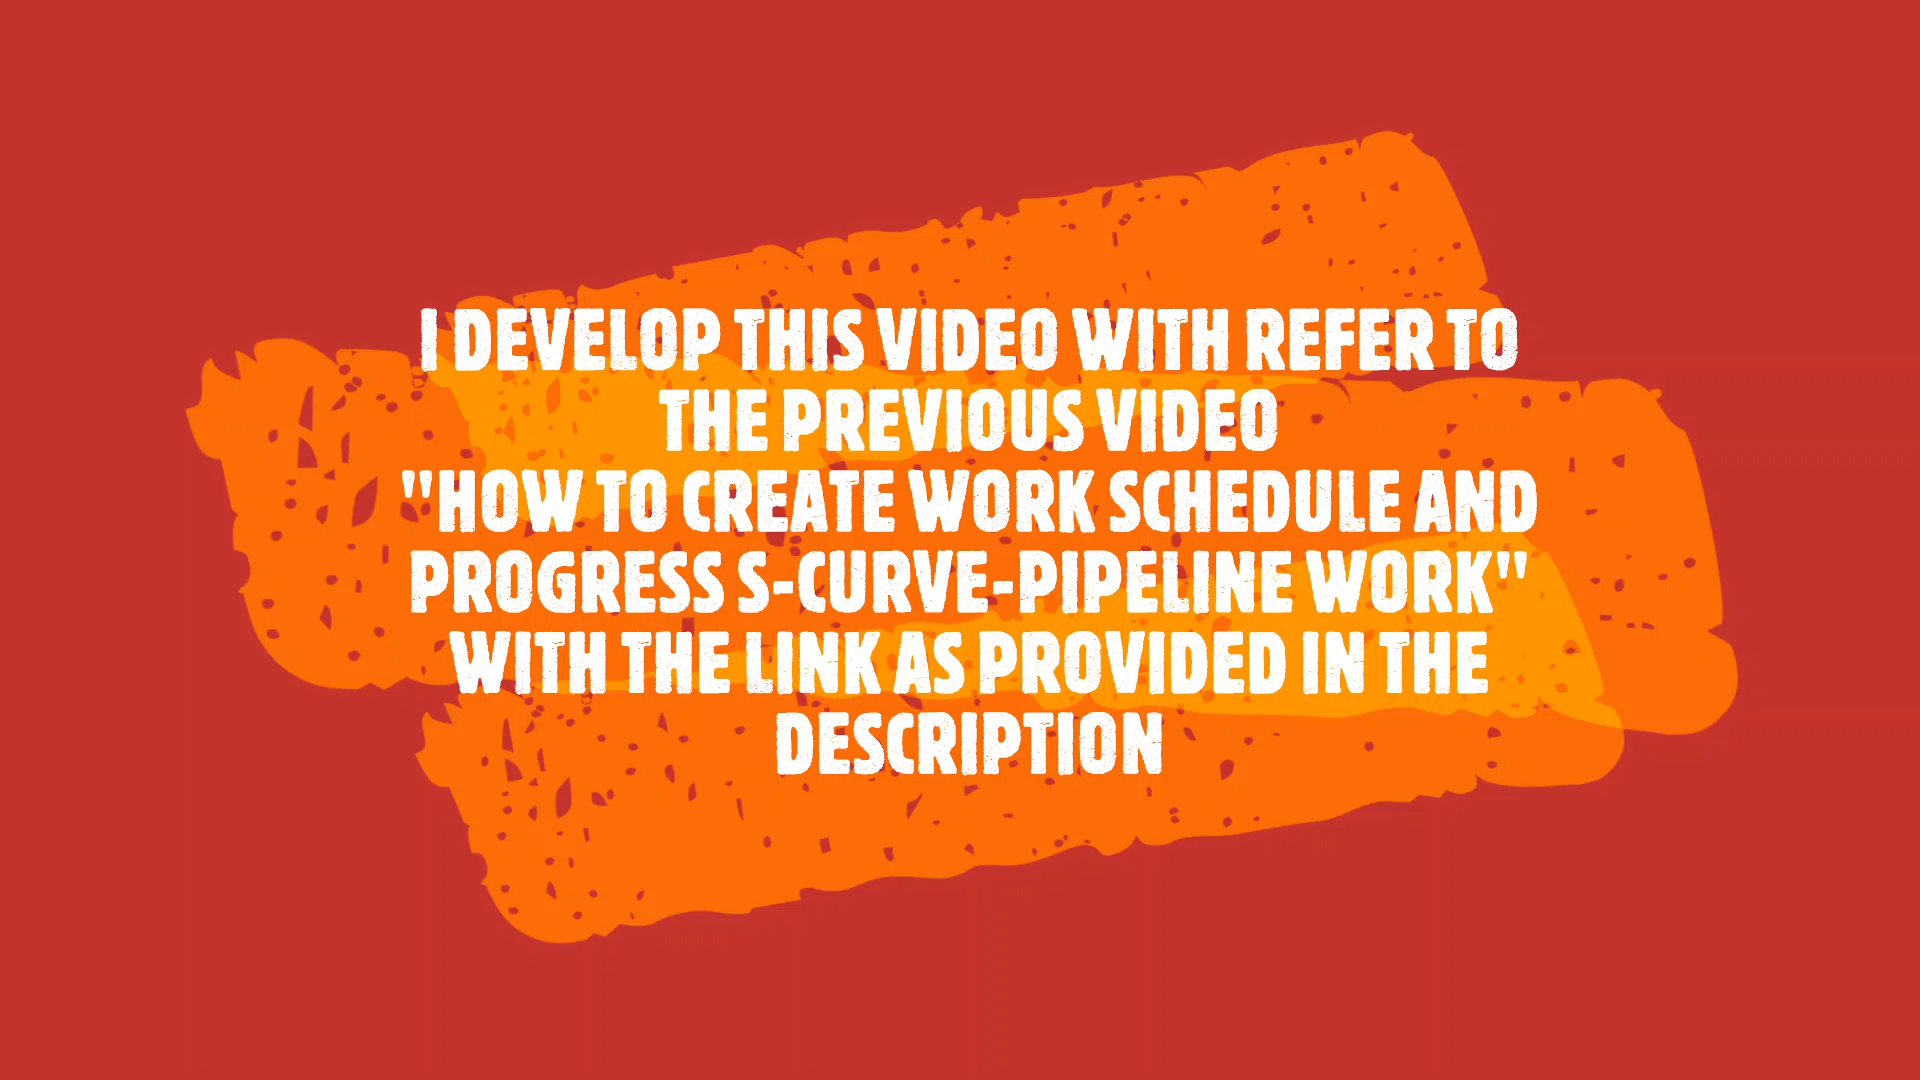 I DEVELOP THIS VIDEO WITH REFER TO
THE PREVIOUS VIDEO
"HOW TO CREATE WORK SCHEDULE AND
PROGRESS S-CURVE-PIPELINE WORK"
WITH THE LINK AS PROVIDED IN THE
DESCRIPTION